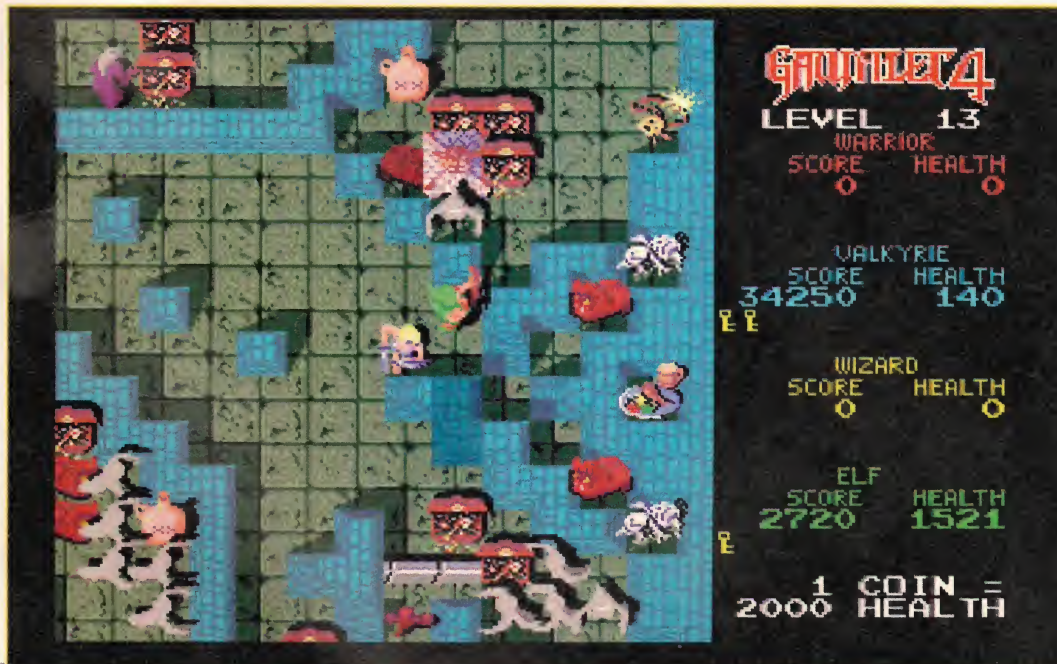 GAUNTLET 4
LEVEL 13
WARRIOR
SCORE HEALTH
0 0
VALKYRIE
SCORE HEALTH
34250 140
WIZARD
SCORE HEALTH
0 0
ELF
SCORE HEALTH
2720 1521
1 COIN =
2000 HEALTH